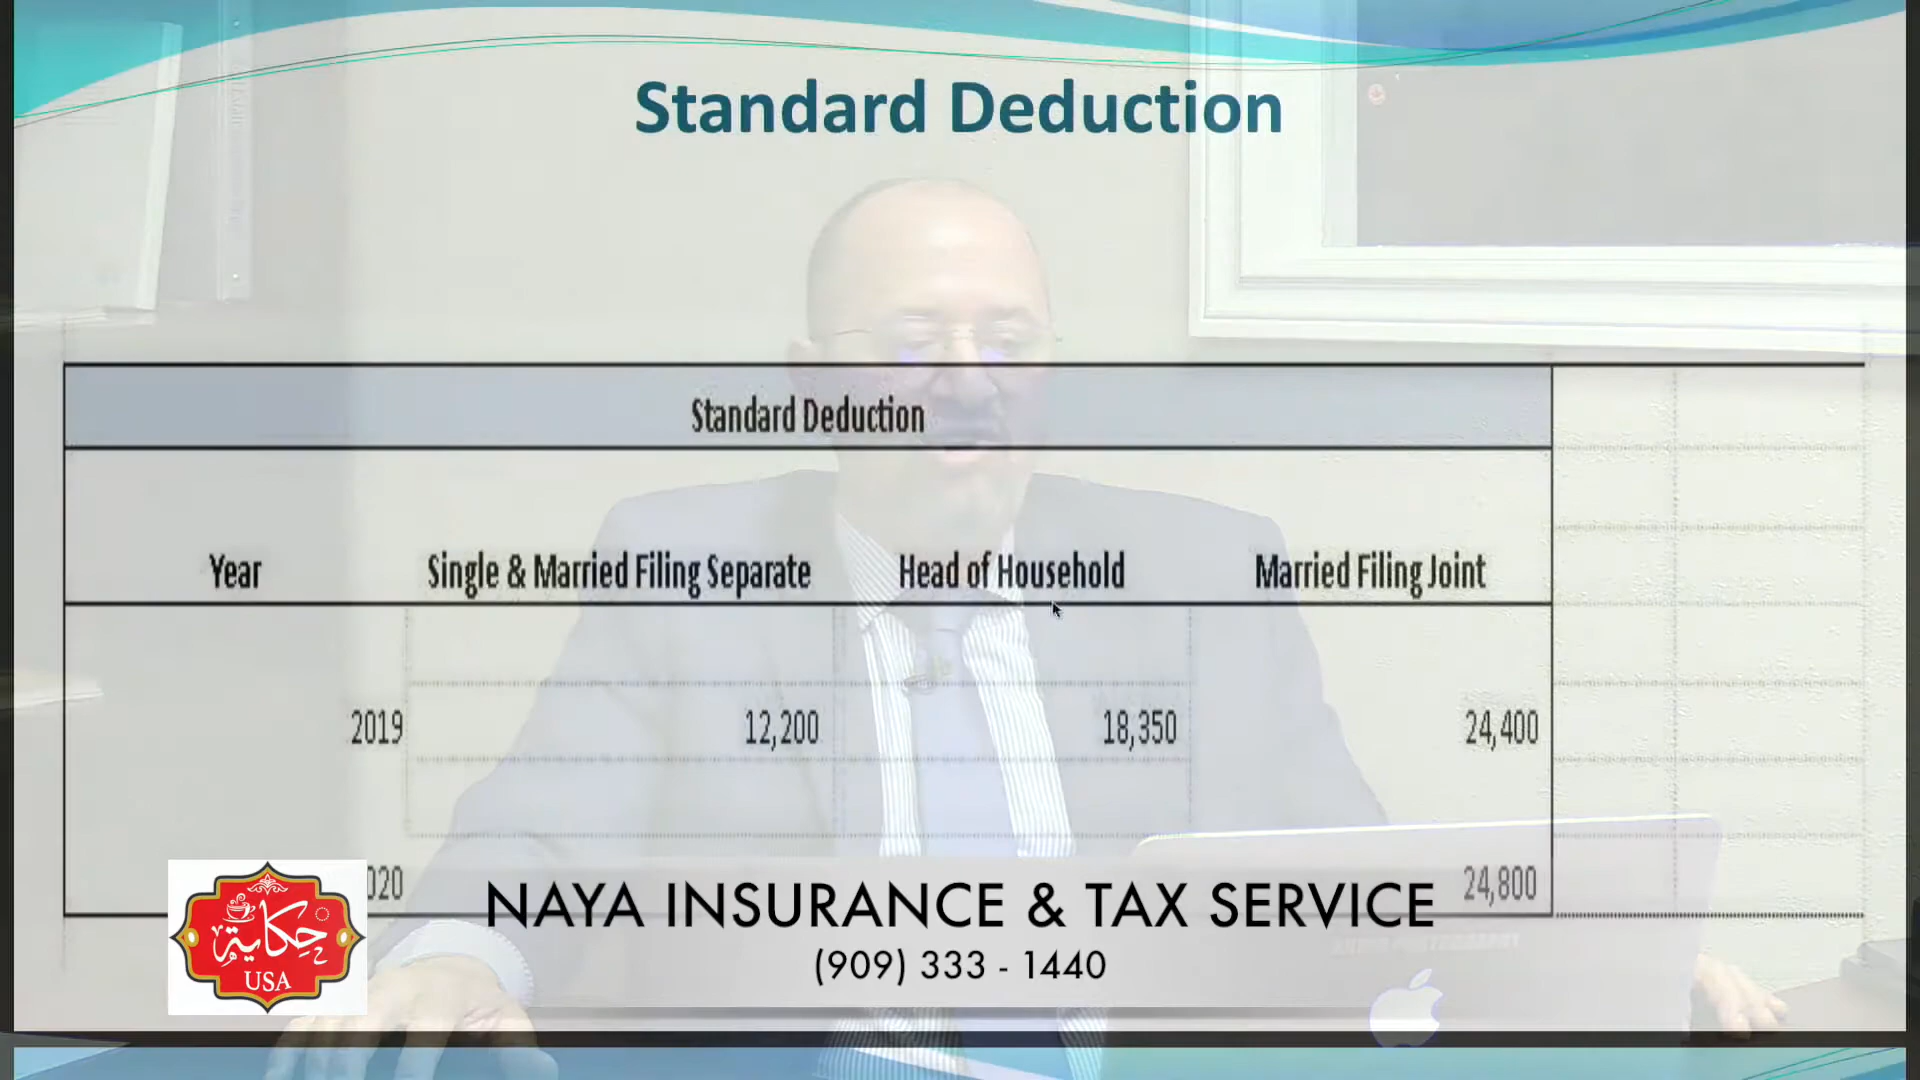 Standard Deduction
Standard Deduction
Year Single & Married Filing Separate Head of Household Married Filing Joint
2019 12,200 18,350 24,400
020 24,800
NAYA INSURANCE & TAX SERVICE
(909) 333 - 1440
حكاية
USA